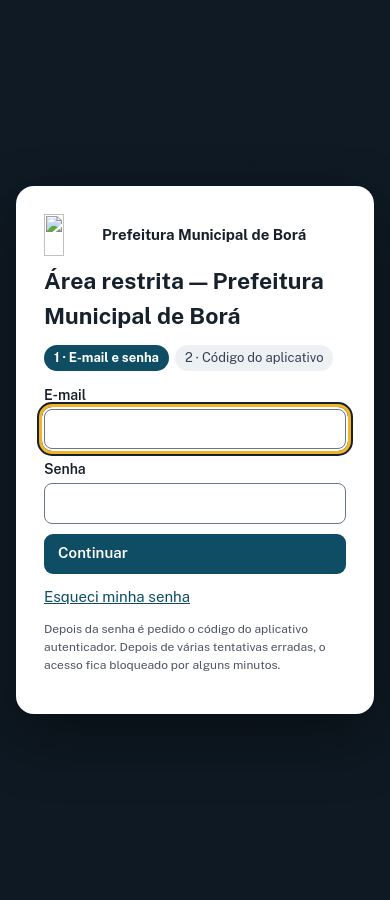 Prefeitura Municipal de Borá
Área restrita — Prefeitura
Municipal de Borá
1 · E-mail e senha
2 · Código do aplicativo
E-mail
Senha
Continuar
Esqueci minha senha
Depois da senha é pedido o código do aplicativo
autenticador. Depois de várias tentativas erradas, o
acesso fica bloqueado por alguns minutos.